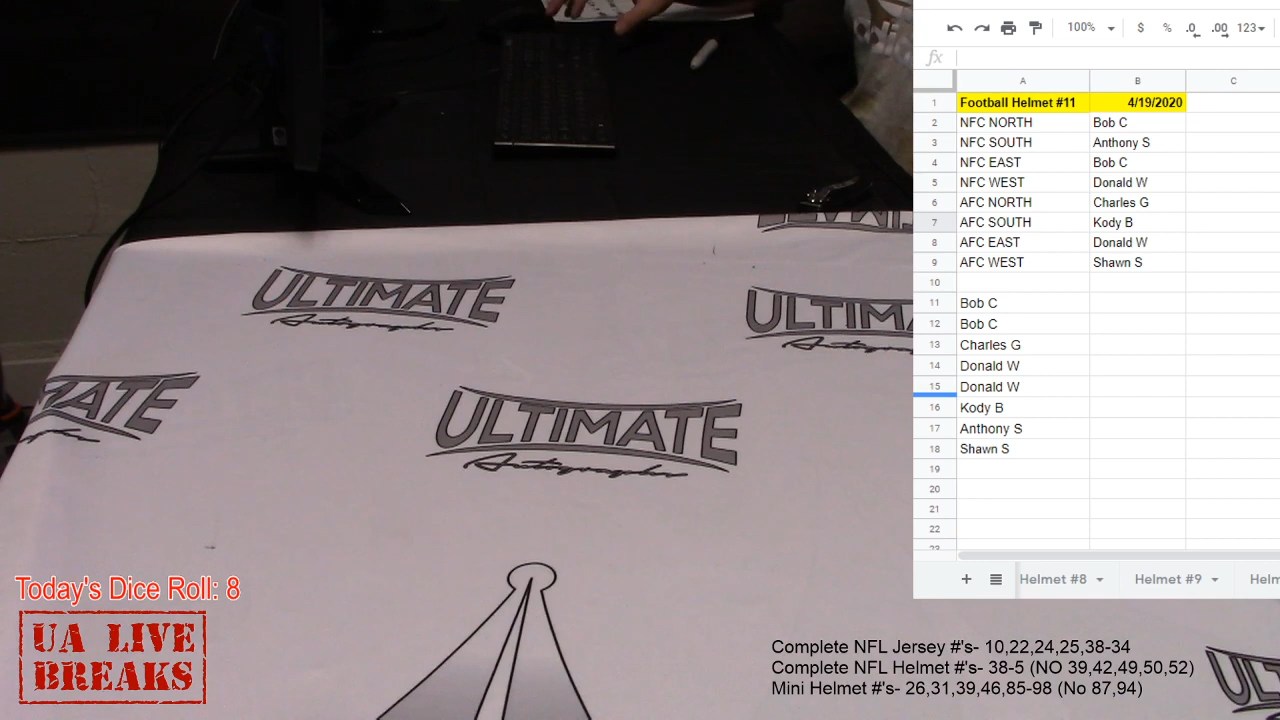 100% $ % .0 .00 123
fx
A B C
1 Football Helmet #11 4/19/2020
2 NFC NORTH Bob C
3 NFC SOUTH Anthony S
4 NFC EAST Bob C
5 NFC WEST Donald W
6 AFC NORTH Charles G
7 AFC SOUTH Kody B
8 AFC EAST Donald W
9 AFC WEST Shawn S
10
11 Bob C
12 Bob C
13 Charles G
14 Donald W
15 Donald W
16 Kody B
17 Anthony S
18 Shawn S
19
20
21
22
23
+ Helmet #8 Helmet #9 Helm
ULTIMATE
Autographs
ULTIM
ULTIMATE
Autographs
Today's Dice Roll: 8
UA LIVE
BREAKS
Complete NFL Jersey #'s- 10,22,24,25,38-34
Complete NFL Helmet #'s- 38-5 (NO 39,42,49,50,52)
Mini Helmet #'s- 26,31,39,46,85-98 (No 87,94)